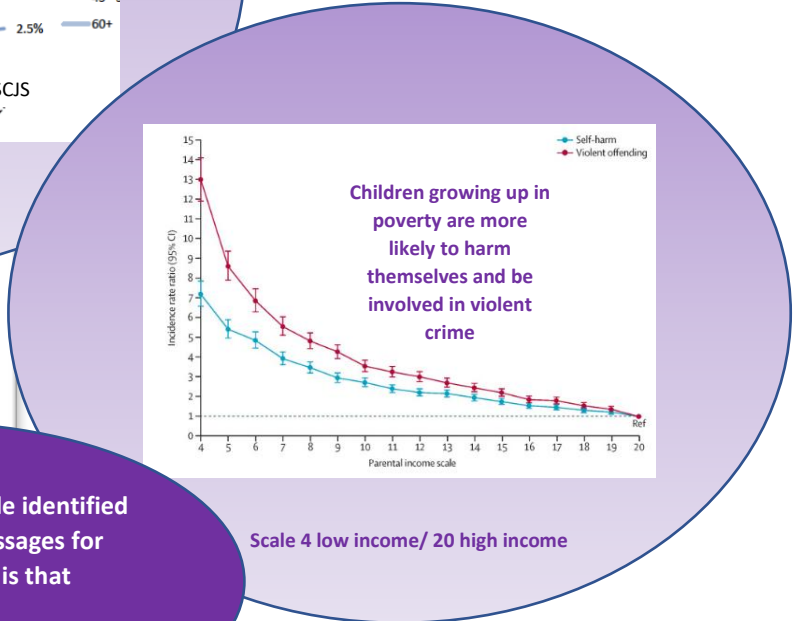 2.5%
60+
SCJS
15
14
13
12
11
10
9
8
7
6
5
4
3
2
1
0
Incidence rate ratio (95% CI)
Self-harm
Violent offending
Children growing up in
poverty are more
likely to harm
themselves and be
involved in violent
crime
Ref
4 5 6 7 8 9 10 11 12 13 14 15 16 17 18 19 20
Parental income scale
Scale 4 low income/ 20 high income
identified
for
is that